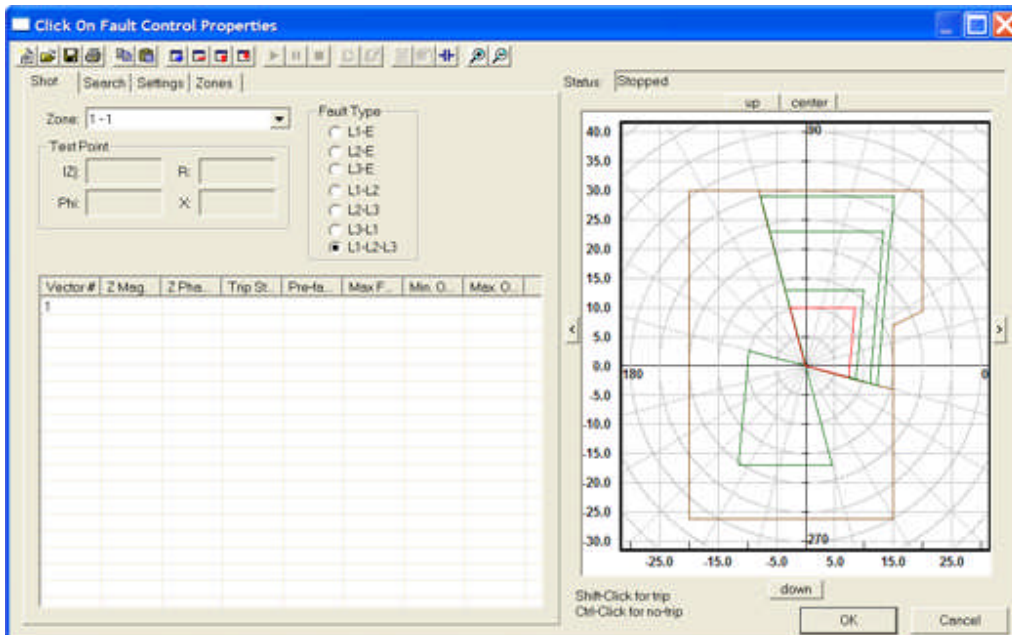 Click On Fault Control Properties
Shot Search Settings Zones
Status: Stopped
up center
Zone: 1 - 1
Fault Type
L1-E
L2-E
L3-E
L1-L2
L2-L3
L3-L1
L1-L2-L3
Test Point
|Z|: R:
Phi: X:
Vector # Z Mag. Z Pha... Trip St... Pre-fa... Max F... Min. O... Max. O...
1
40.0
35.0
30.0
25.0
20.0
15.0
10.0
5.0
0.0
-5.0
-10.0
-15.0
-20.0
-25.0
-30.0
90
180
0
-270
< >
-25.0 -15.0 -5.0 5.0 15.0 25.0
down
Shift-Click for trip
Ctrl-Click for no-trip
OK Cancel